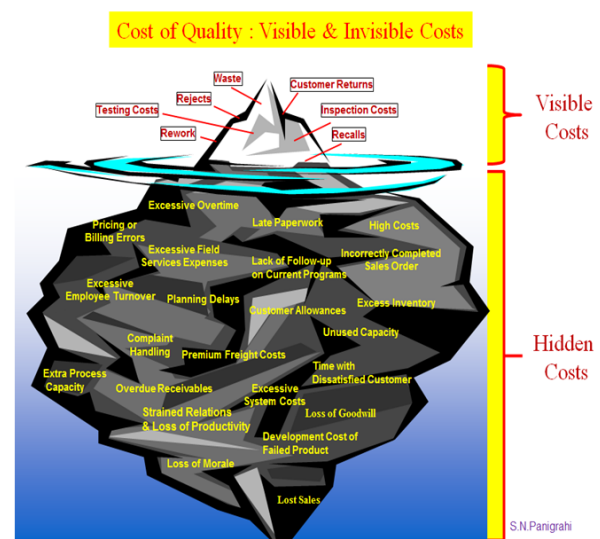 Cost of Quality : Visible & Invisible Costs
Waste
Customer Returns
Rejects
Testing Costs
Inspection Costs
Rework
Recalls
Visible
Costs
Excessive Overtime
Late Paperwork
High Costs
Pricing or
Billing Errors
Excessive Field
Services Expenses
Lack of Follow-up
on Current Programs
Incorrectly Completed
Sales Order
Excessive
Employee Turnover
Planning Delays
Customer Allowances
Excess Inventory
Unused Capacity
Complaint
Handling
Premium Freight Costs
Hidden
Costs
Extra Process
Capacity
Overdue Receivables
Excessive
System Costs
Time with
Dissatisfied Customer
Strained Relations
& Loss of Productivity
Loss of Goodwill
Development Cost of
Failed Product
Loss of Morale
Lost Sales
S.N.Panigrahi